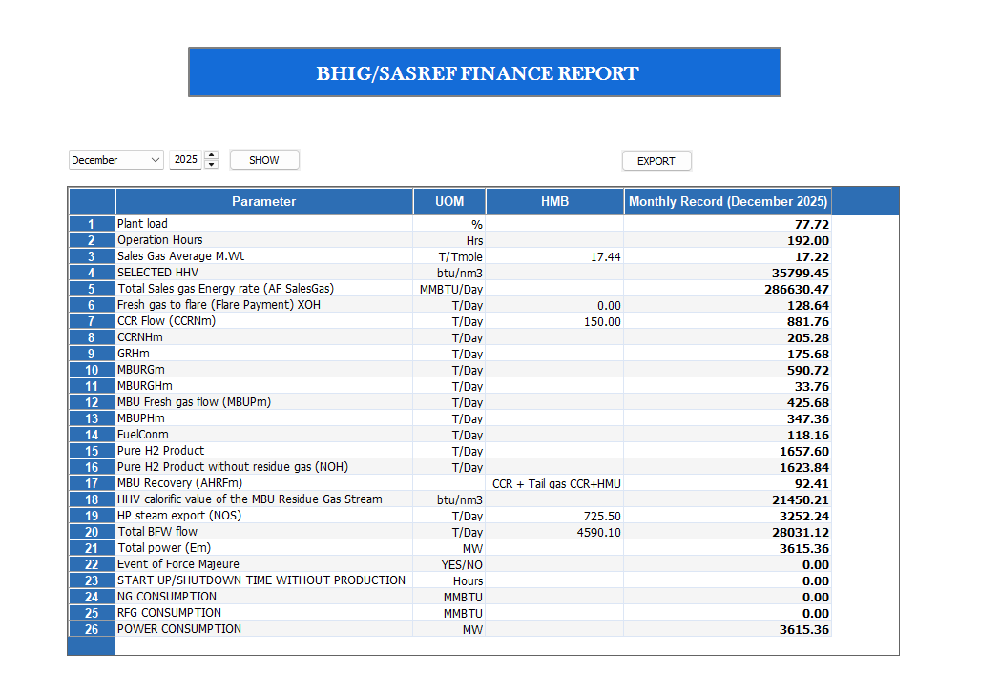 BHIG/SASREF FINANCE REPORT
December 2025 SHOW EXPORT
Parameter UOM HMB Monthly Record (December 2025)
1 Plant load % 77.72
2 Operation Hours Hrs 192.00
3 Sales Gas Average M.Wt T/Tmole 17.44 17.22
4 SELECTED HHV btu/nm3 35799.45
5 Total Sales gas Energy rate (AF SalesGas) MMBTU/Day 286630.47
6 Fresh gas to flare (Flare Payment) XOH T/Day 0.00 128.64
7 CCR Flow (CCRNm) T/Day 150.00 881.76
8 CCRNHm T/Day 205.28
9 GRHm T/Day 175.68
10 MBURGm T/Day 590.72
11 MBURGHm T/Day 33.76
12 MBU Fresh gas flow (MBUPm) T/Day 425.68
13 MBUPHm T/Day 347.36
14 FuelConm T/Day 118.16
15 Pure H2 Product T/Day 1657.60
16 Pure H2 Product without residue gas (NOH) T/Day 1623.84
17 MBU Recovery (AHRFm) CCR + Tail gas CCR+HMU 92.41
18 HHV calorific value of the MBU Residue Gas Stream btu/nm3 21450.21
19 HP steam export (NOS) T/Day 725.50 3252.24
20 Total BFW flow T/Day 4590.10 28031.12
21 Total power (Em) MW 3615.36
22 Event of Force Majeure YES/NO 0.00
23 START UP/SHUTDOWN TIME WITHOUT PRODUCTION Hours 0.00
24 NG CONSUMPTION MMBTU 0.00
25 RFG CONSUMPTION MMBTU 0.00
26 POWER CONSUMPTION MW 3615.36